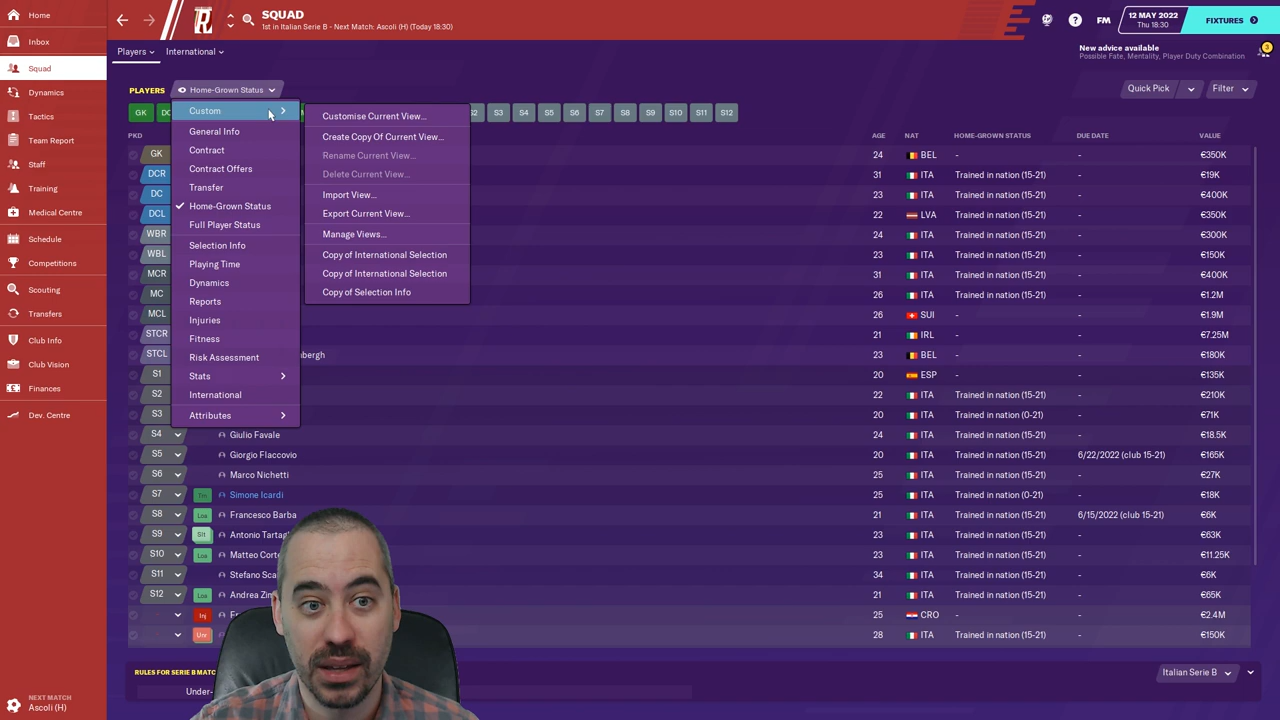 Home
Inbox
Squad
Dynamics
Tactics
Team Report
Staff
Training
Medical Centre
Schedule
Competitions
Scouting
Transfers
Club Info
Club Vision
Finances
Dev. Centre
NEXT MATCH
Ascoli (H)
SQUAD
1st in Italian Serie B - Next Match: Ascoli (H) (Today 18:30)
FM
12 MAY 2022
Thu 18:30
FIXTURES
Players
International
New advice available
Possible Fate, Mentality, Player Duty Combination
2
PLAYERS
Home-Grown Status
Quick Pick
Filter
GK
S3 S4 S5 S6 S7 S8 S9 S10 S11 S12
Custom
General Info
Contract
Contract Offers
Transfer
Home-Grown Status
Full Player Status
Selection Info
Playing Time
Dynamics
Reports
Injuries
Fitness
Risk Assessment
Stats
International
Attributes
Customise Current View...
Create Copy Of Current View...
Rename Current View...
Delete Current View...
Import View...
Export Current View...
Manage Views...
Copy of International Selection
Copy of International Selection
Copy of Selection Info
PKD AGE NAT HOME-GROWN STATUS DUE DATE VALUE
GK 24 BEL - - €350K
DCR 31 ITA Trained in nation (15-21) - €19K
DC 23 ITA Trained in nation (15-21) - €400K
DCL 22 LVA - - €350K
WBR 24 ITA Trained in nation (15-21) - €300K
WBL 23 ITA Trained in nation (15-21) - €150K
MCR 31 ITA Trained in nation (15-21) - €400K
MC 26 ITA Trained in nation (15-21) - €1.2M
MCL 26 SUI - - €1.9M
STCR 21 IRL - - €7.25M
STCL 23 BEL - - €180K
S1 20 ESP - - €135K
S2 22 ITA Trained in nation (15-21) - €210K
S3 20 ITA Trained in nation (0-21) - €71K
S4 Giulio Favale 24 ITA Trained in nation (15-21) - €18.5K
S5 Giorgio Flaccovio 20 ITA Trained in nation (15-21) 6/22/2022 (club 15-21) €165K
S6 Marco Nichetti 25 ITA Trained in nation (15-21) - €27K
S7 Trn Simone Icardi 25 ITA Trained in nation (0-21) - €18K
S8 Loa Francesco Barba 21 ITA Trained in nation (15-21) 6/15/2022 (club 15-21) €6K
S9 Slt Antonio 23 ITA Trained in nation (15-21) - €63K
S10 Loa Matteo 23 ITA Trained in nation (15-21) - €11.25K
S11 Stefano 34 ITA Trained in nation (15-21) - €6K
S12 Loa Andrea 21 ITA Trained in nation (15-21) - €65K
Inj 25 CRO - - €2.4M
Unv 28 ITA Trained in nation (15-21) - €150K
RULES FOR SERIE B
Italian Serie B
Under-